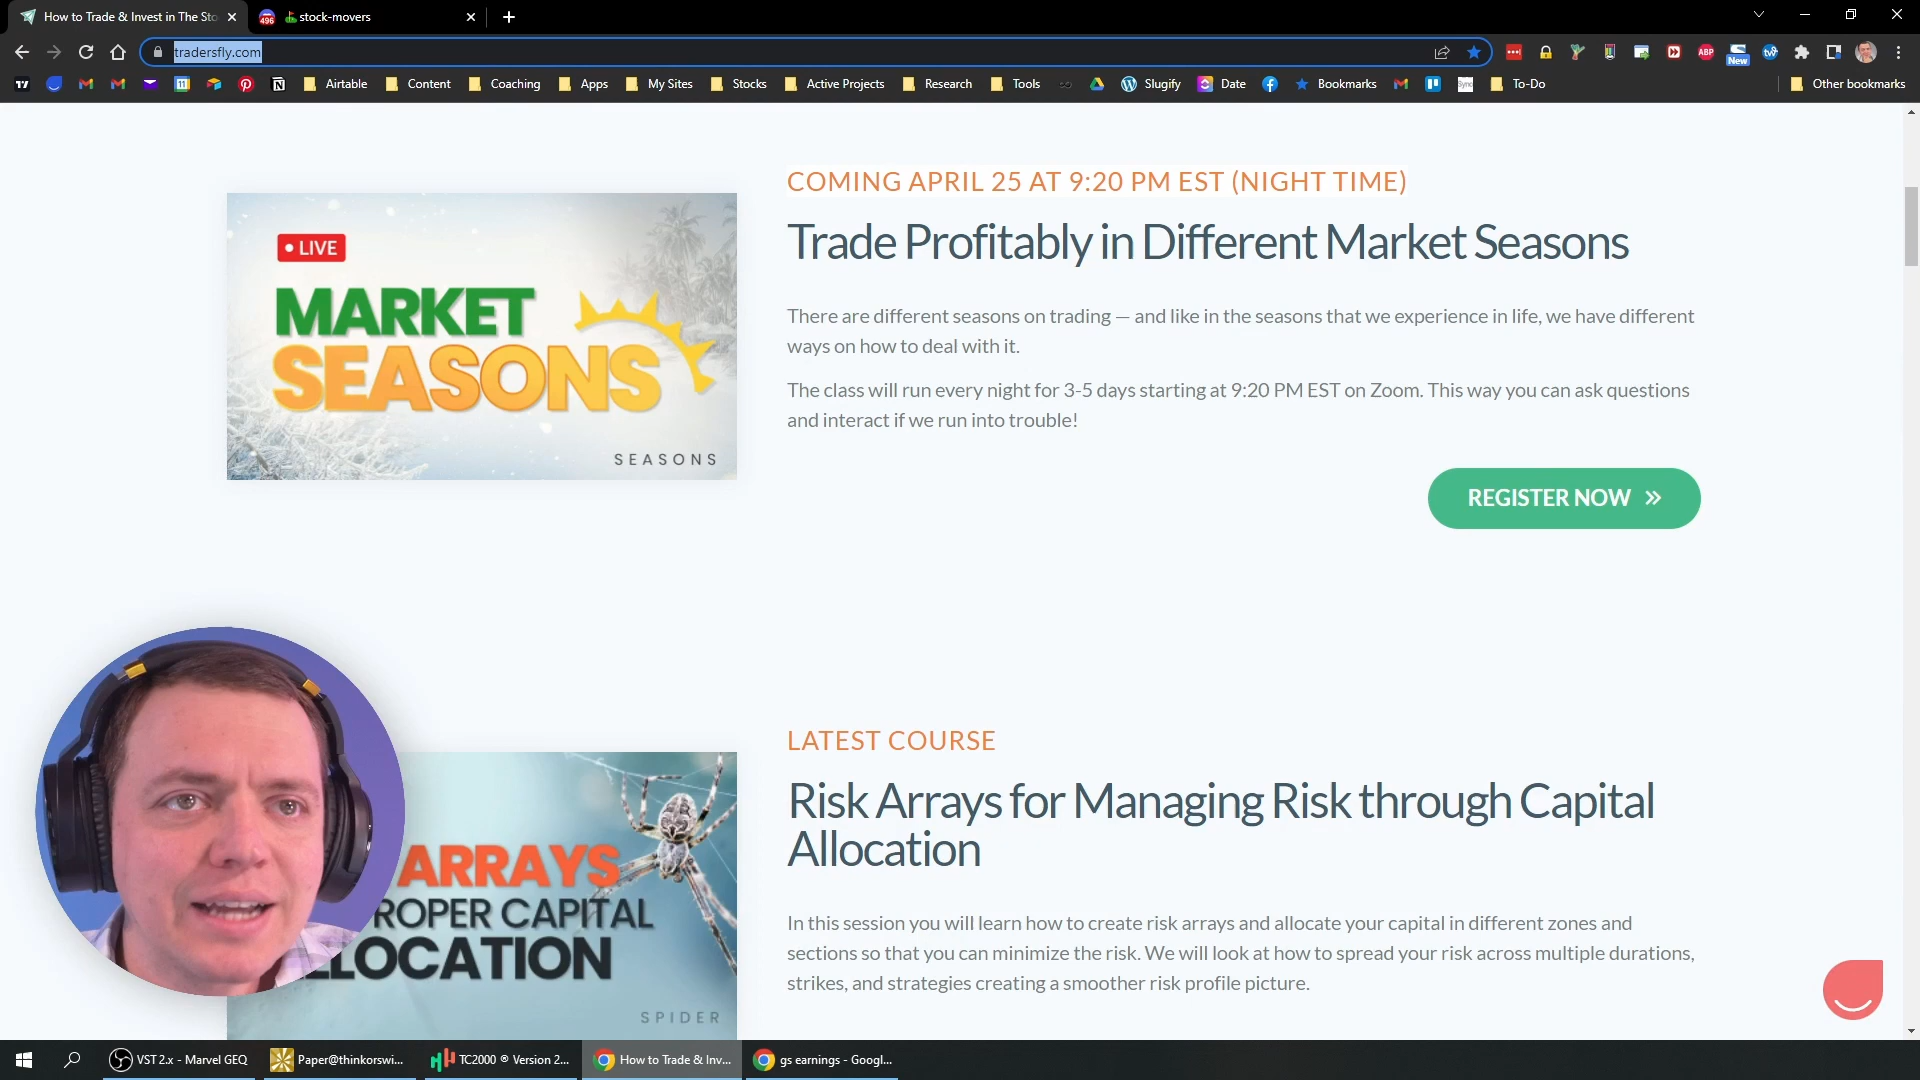 How to Trade & Invest in The Sto
496
stock-movers
tradersfly.com
ABP
New
Airtable
Content
Coaching
Apps
My Sites
Stocks
Active Projects
Research
Tools
Slugify
Date
Bookmarks
To-Do
Other bookmarks
COMING APRIL 25 AT 9:20 PM EST (NIGHT TIME)
Trade Profitably in Different Market Seasons
LIVE
MARKET
SEASONS
SEASONS
There are different seasons on trading — and like in the seasons that we experience in life, we have different
ways on how to deal with it.
The class will run every night for 3-5 days starting at 9:20 PM EST on Zoom. This way you can ask questions
and interact if we run into trouble!
REGISTER NOW »
LATEST COURSE
Risk Arrays for Managing Risk through Capital
Allocation
ARRAYS
ROPER CAPITAL
LOCATION
SPIDER
In this session you will learn how to create risk arrays and allocate your capital in different zones and
sections so that you can minimize the risk. We will look at how to spread your risk across multiple durations,
strikes, and strategies creating a smoother risk profile picture.
VST 2.x - Marvel GEQ
Paper@thinkorswi...
TC2000 ® Version 2...
How to Trade & Inv...
gs earnings - Googl...